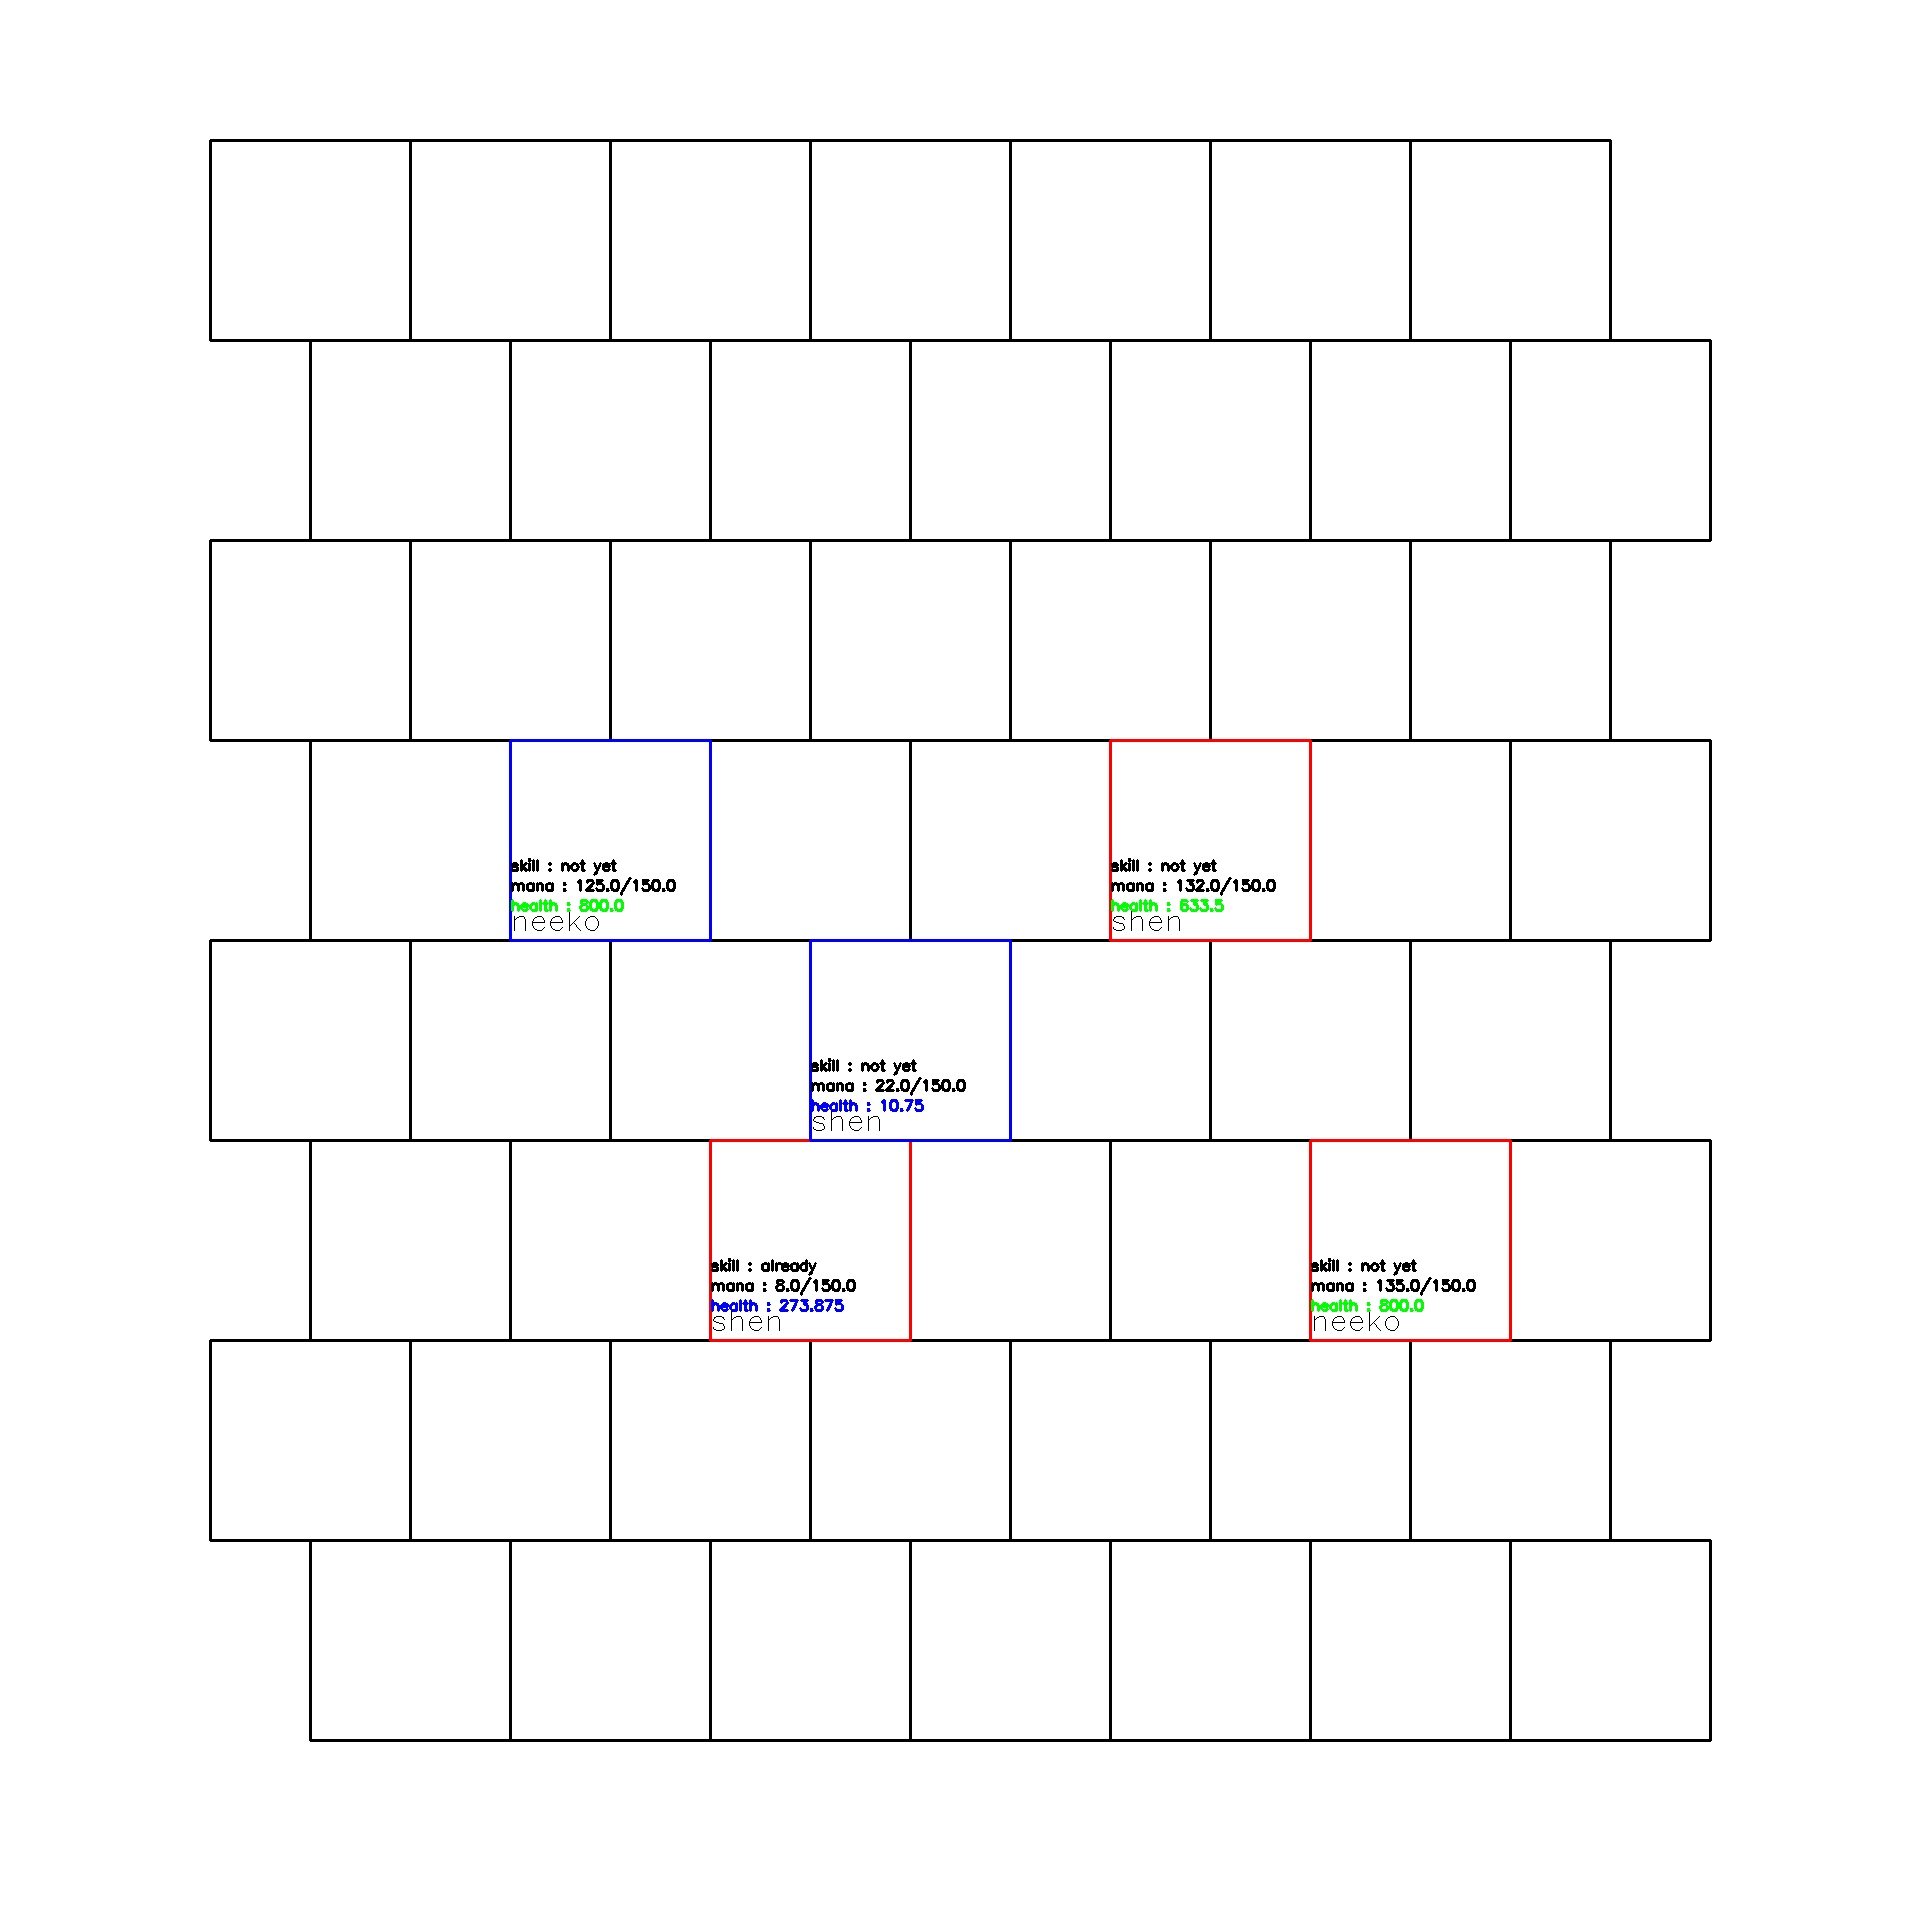 skill : not yet
mana : 125.0/150.0
health : 800.0
neeko
skill : not yet
mana : 132.0/150.0
health : 633.5
shen
skill : not yet
mana : 22.0/150.0
health : 10.75
shen
skill : already
mana : 8.0/150.0
health : 273.875
shen
skill : not yet
mana : 135.0/150.0
health : 800.0
neeko